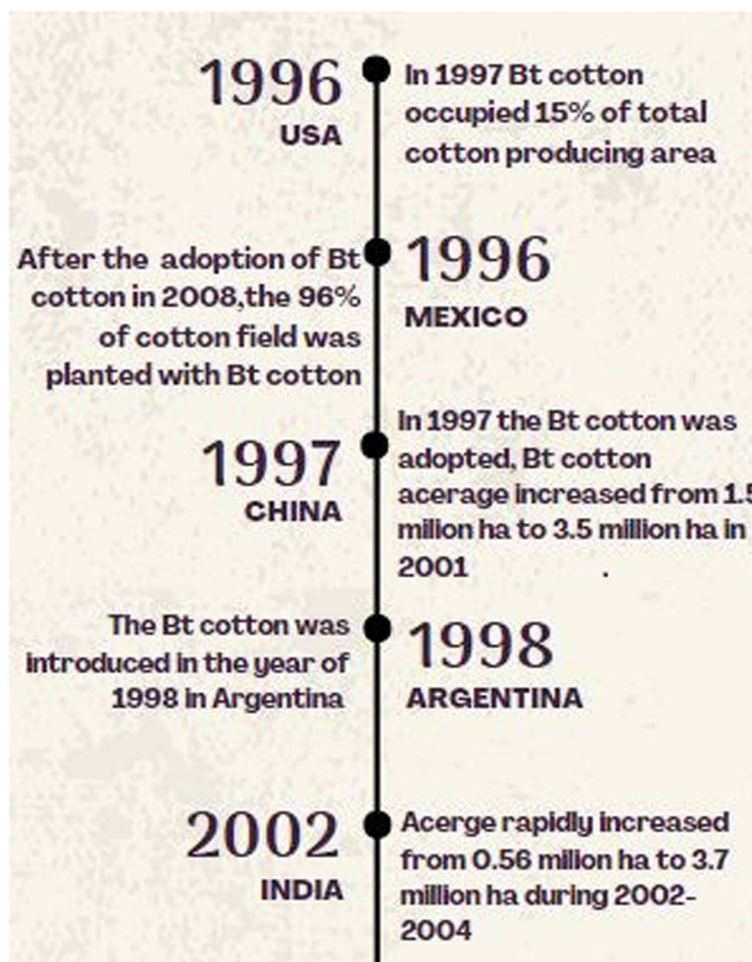 1996
USA
In 1997 Bt cotton
occupied 15% of total
cotton producing area
1996
MEXICO
After the adoption of Bt
cotton in 2008,the 96%
of cotton field was
planted with Bt cotton
1997
CHINA
In 1997 the Bt cotton was
adopted, Bt cotton
acerage increased from 1.5
milion ha to 3.5 million ha in
2001 .
1998
ARGENTINA
The Bt cotton was
introduced in the year of
1998 in Argentina
2002
INDIA
Acerge rapidly increased
from 0.56 milion ha to 3.7
million ha during 2002-
2004